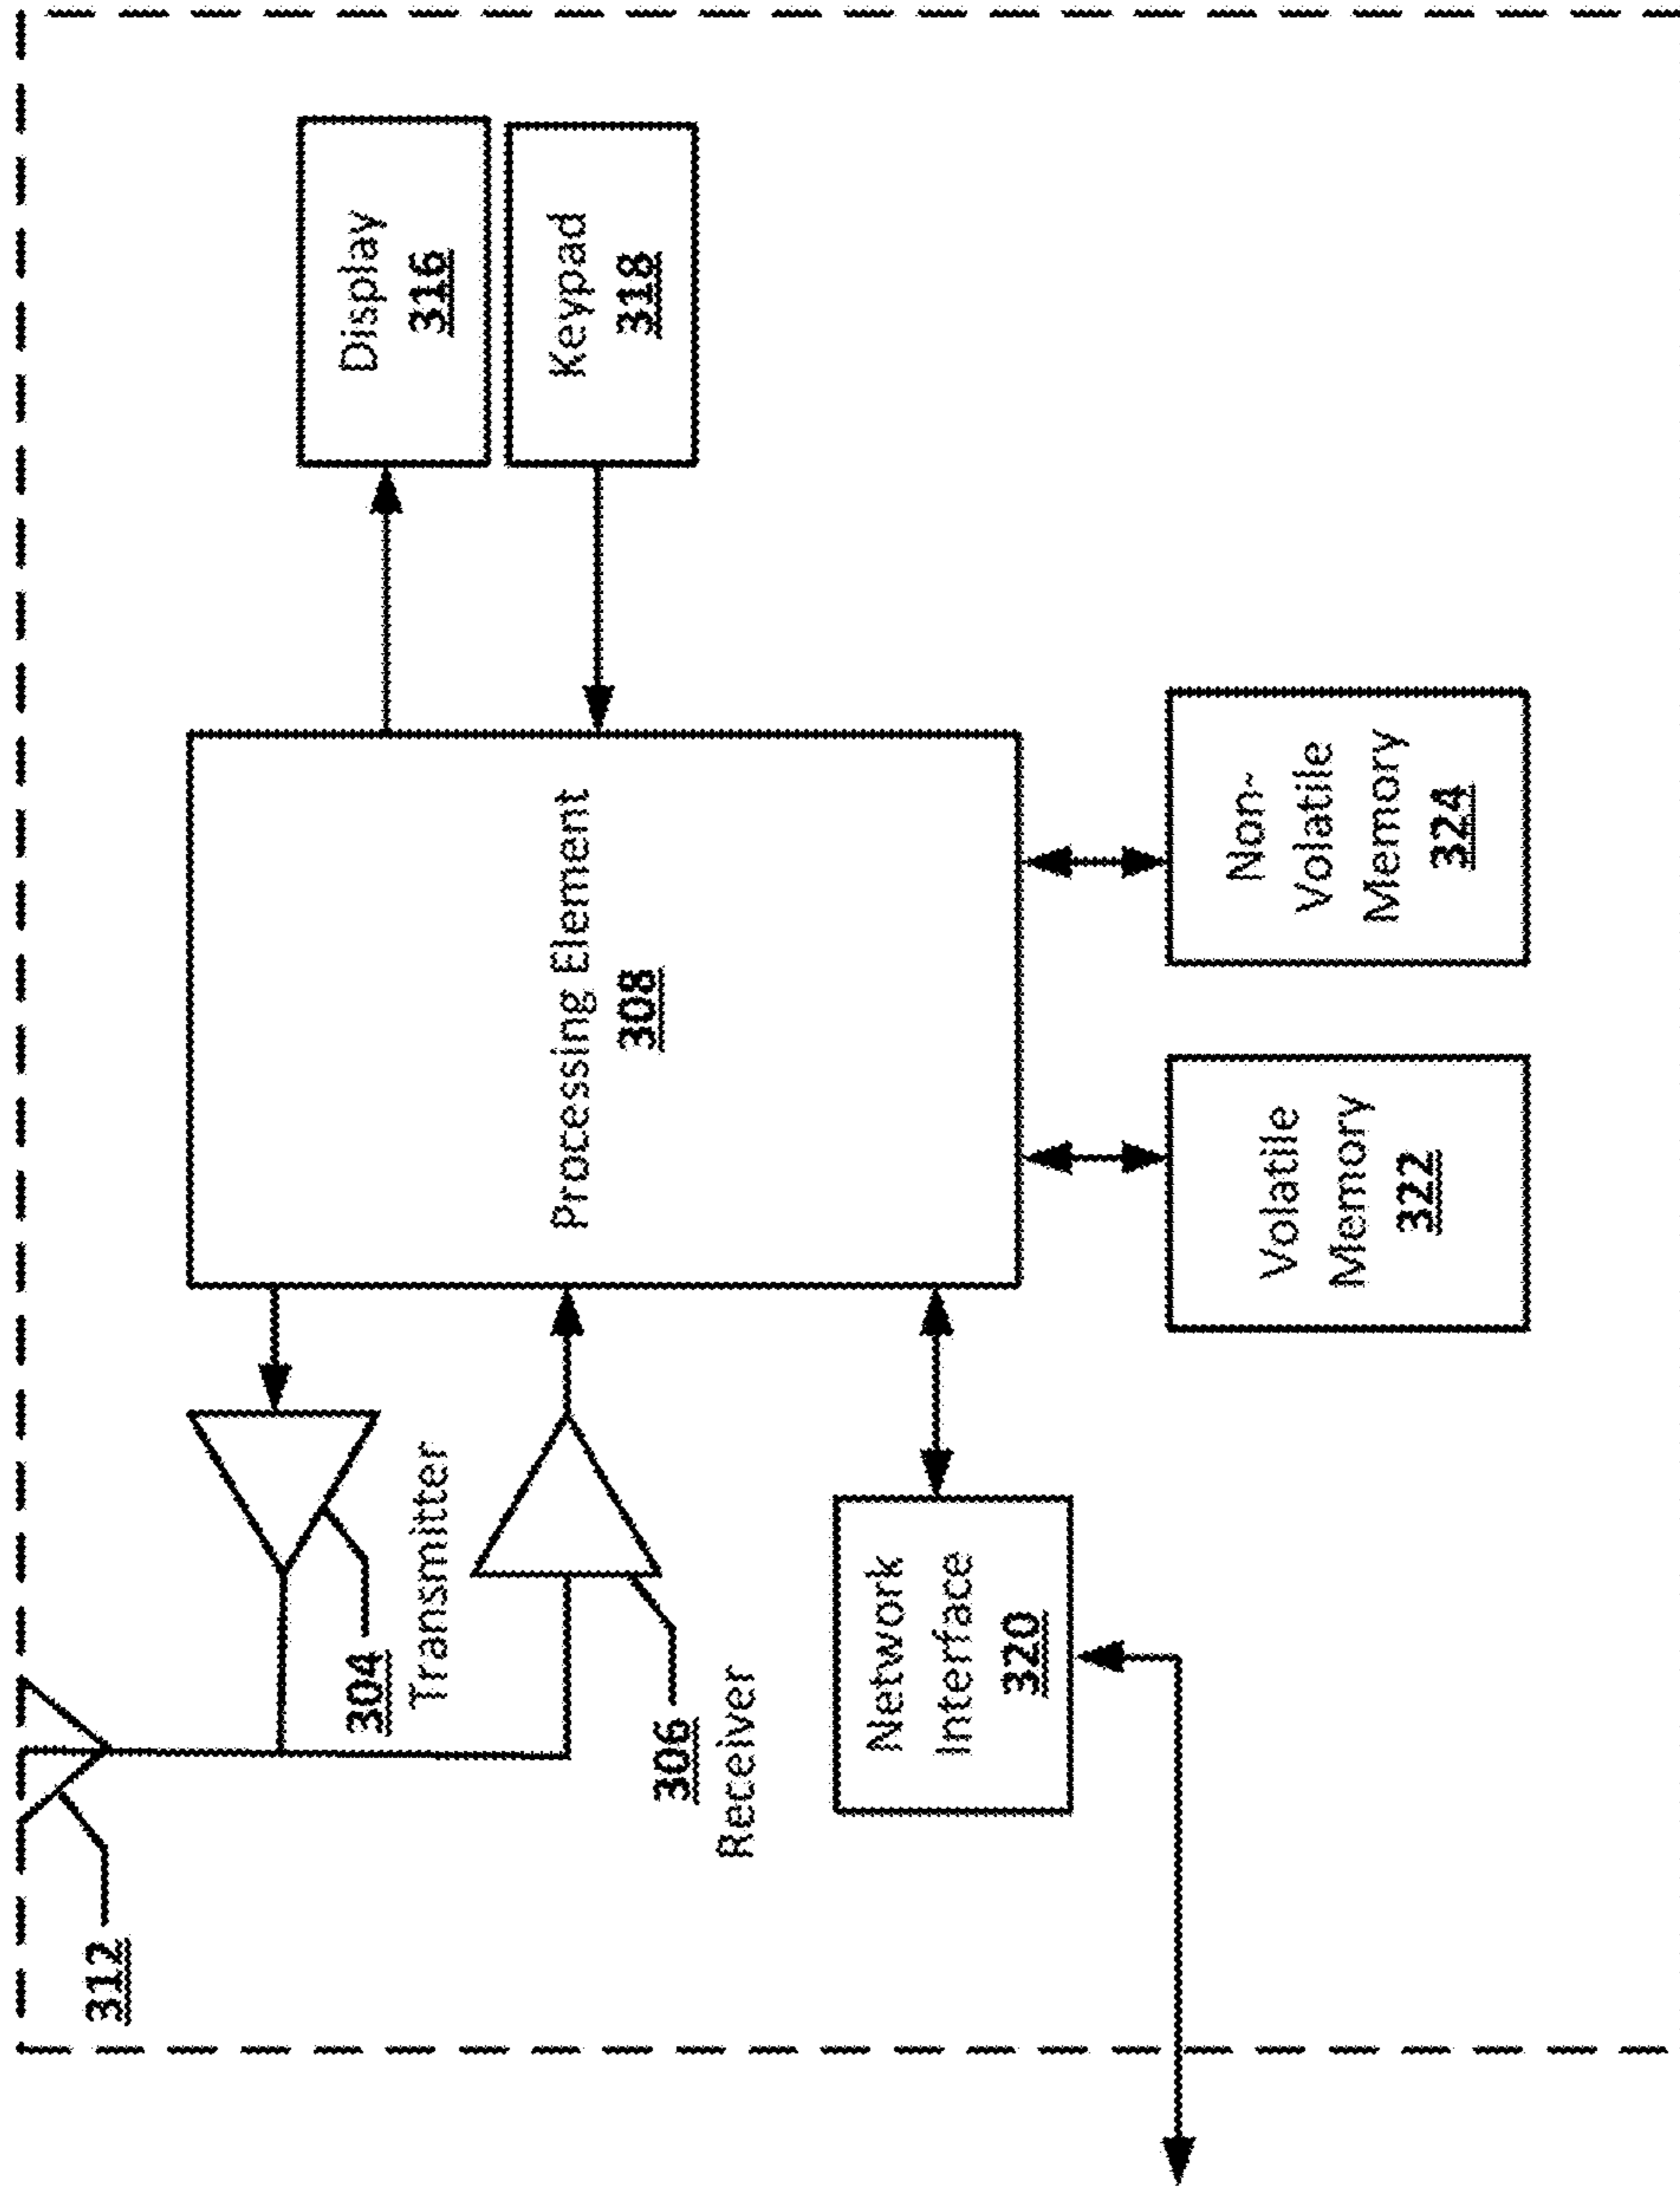 312
304
Transmitter
306
Receiver
Network
Interface
320
Processing Element
308
Display
316
Keypad
318
Volatile
Memory
322
Non-
Volatile
Memory
324